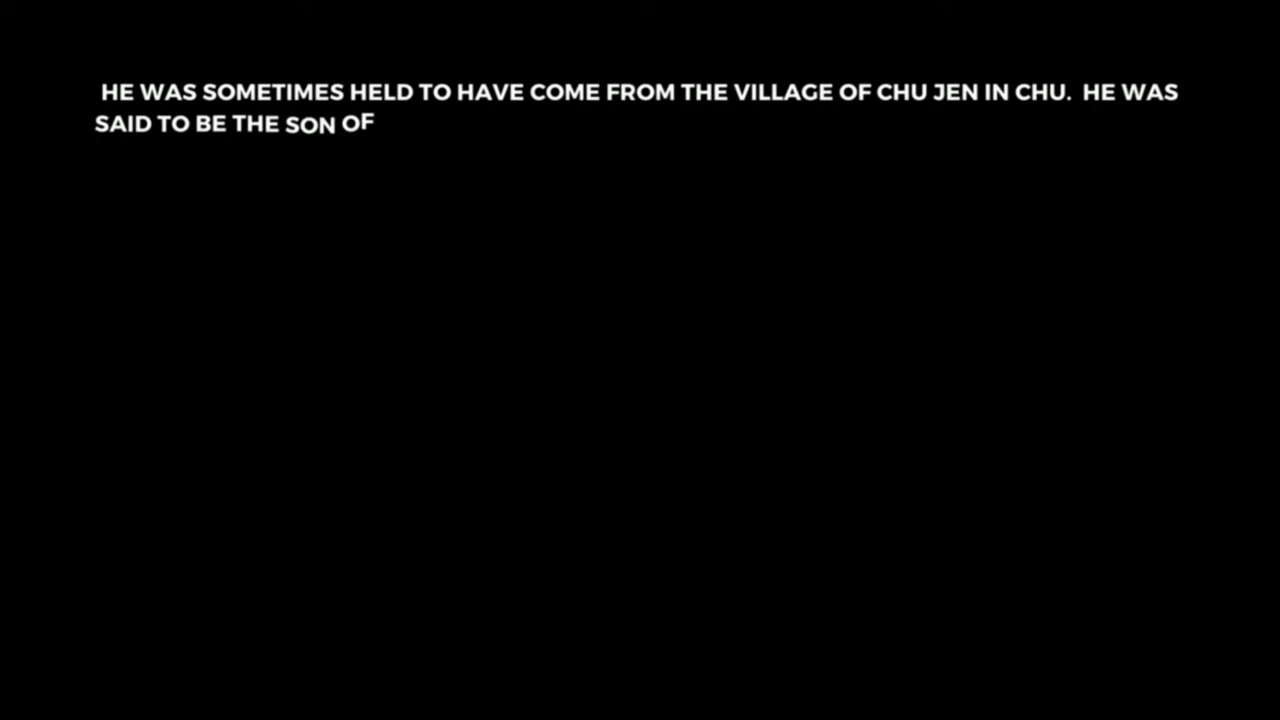 HE WAS SOMETIMES HELD TO HAVE COME FROM THE VILLAGE OF CHU JEN IN CHU. HE WAS
SAID TO BE THE SON OF